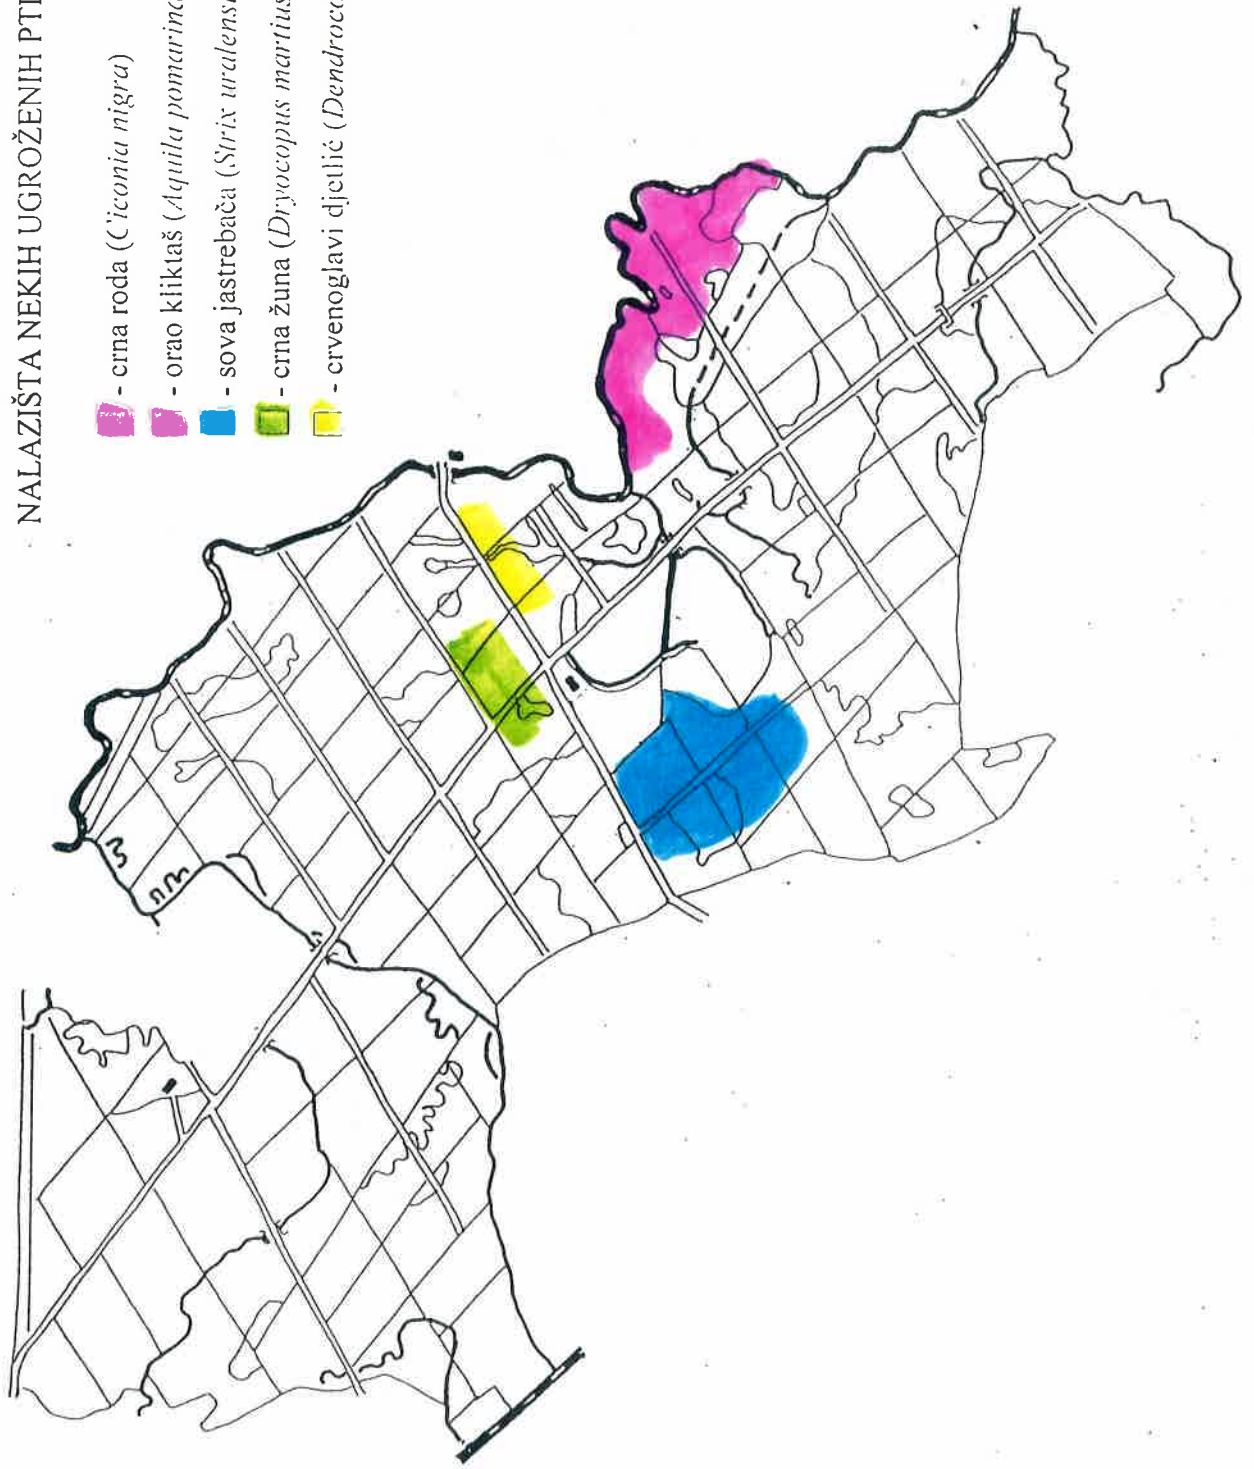 NALAZIŠTA NEKIH UGROŽENIH
- crna roda (Ciconia nigra)
- orao kliktaš (Aquila pomarina
- sova jastrebača (Strix uralensi
- crna žuna (Dryocopus martius
- crvenoglavi djetlić (Dendroco